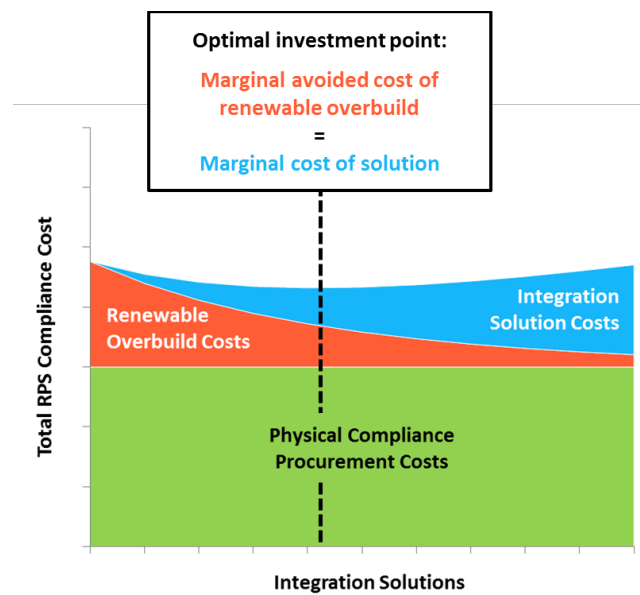 Optimal investment point:
Marginal avoided cost of
renewable overbuild
=
Marginal cost of solution
Total RPS Compliance Cost
Renewable
Overbuild Costs
Integration
Solution Costs
Physical Compliance
Procurement Costs
Integration Solutions